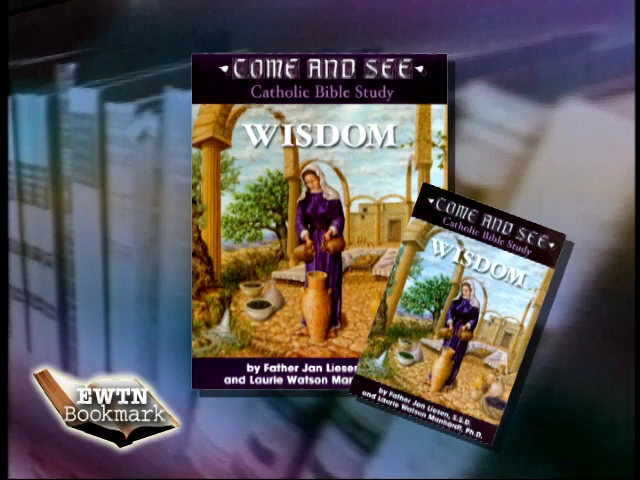 COME AND SEE
Catholic Bible Study
WISDOM
by Father Jan Liesen
and Laurie Watson Man
COME AND SEE
Catholic Bible Study
WISDOM
by Father Jan Liesen, S.S.D.
and Laurie Watson Manhardt, Ph.D.
EWTN
Bookmark